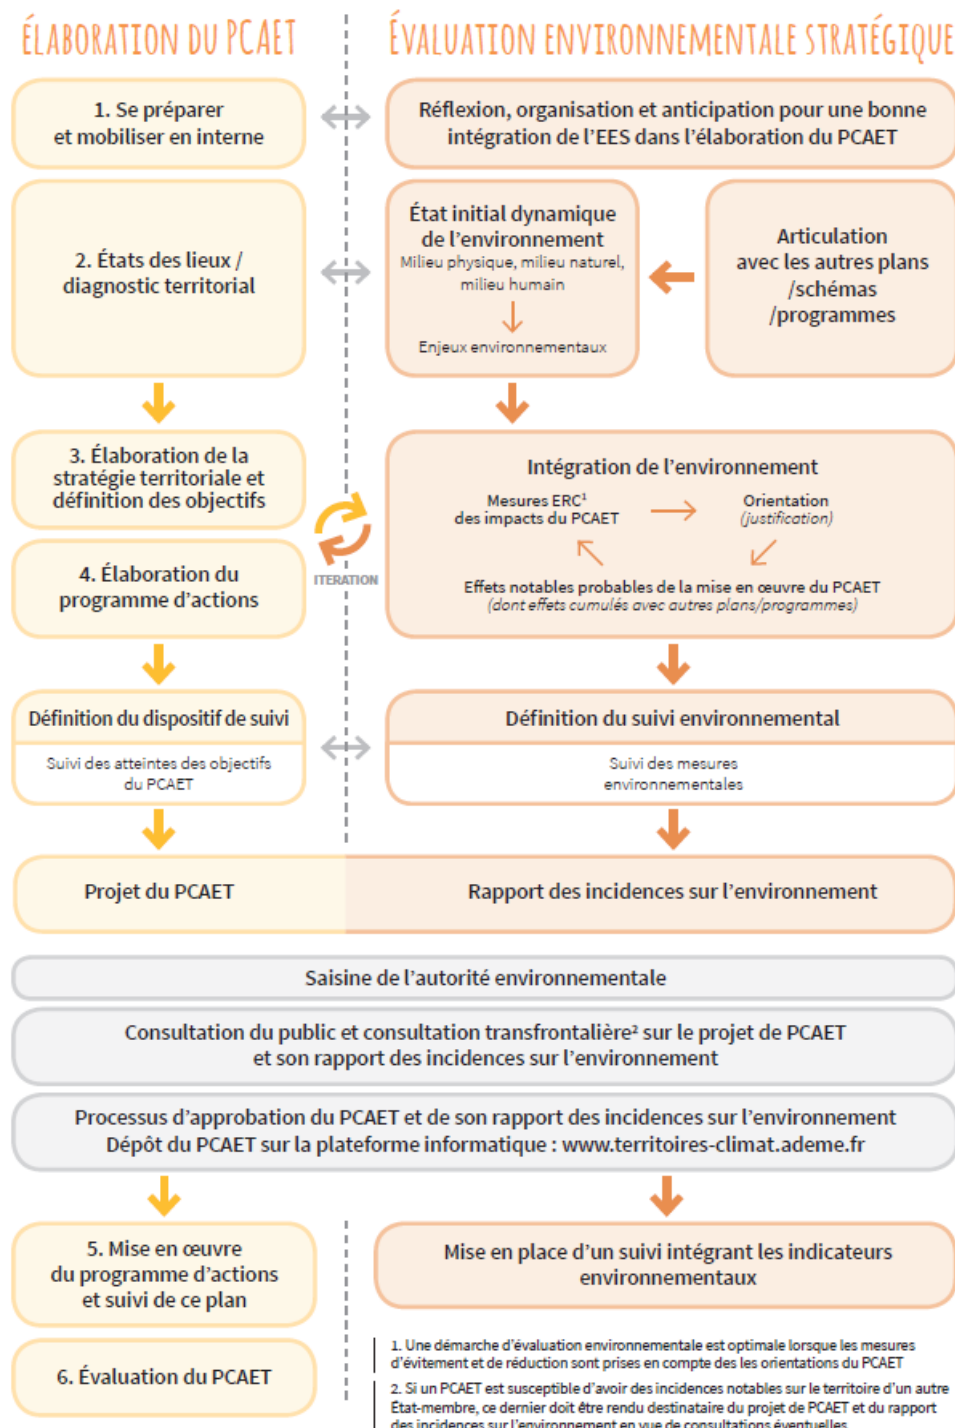 ÉLABORATION DU PCAET
ÉVALUATION ENVIRONNEMENTALE STRATÉGIQUE
1. Se préparer
et mobiliser en interne
Réflexion, organisation et anticipation pour une bonne
intégration de l'EES dans l'élaboration du PCAET
2. États des lieux /
diagnostic territorial
État initial dynamique
de l'environnement
Milieu physique, milieu naturel,
milieu humain
Enjeux environnementaux
Articulation
avec les autres plans
/schémas
/programmes
3. Élaboration de la
stratégie territoriale et
définition des objectifs
4. Élaboration du
programme d'actions
ITERATION
Intégration de l'environnement
Mesures ERC¹
des impacts du PCAET
Orientation
(justification)
Effets notables probables de la mise en œuvre du PCAET
(dont effets cumulés avec autres plans/programmes)
Définition du dispositif de suivi
Suivi des atteintes des objectifs
du PCAET
Définition du suivi environnemental
Suivi des mesures
environnementales
Projet du PCAET
Rapport des incidences sur l'environnement
Saisine de l'autorité environnementale
Consultation du public et consultation transfrontalière² sur le projet de PCAET
et son rapport des incidences sur l'environnement
Processus d'approbation du PCAET et de son rapport des incidences sur l'environnement
Dépôt du PCAET sur la plateforme informatique : www.territoires-climat.ademe.fr
5. Mise en œuvre
du programme d'actions
et suivi de ce plan
Mise en place d'un suivi intégrant les indicateurs
environnementaux
6. Évaluation du PCAET
1. Une démarche d'évaluation environnementale est optimale lorsque les mesures
d'évitement et de réduction sont prises en compte des les orientations du PCAET
2. Si un PCAET est susceptible d'avoir des incidences notables sur le territoire d'un autre
État-membre, ce dernier doit être rendu destinataire du projet de PCAET et du rapport
des incidences sur l'environnement en vue de consultations éventuelles